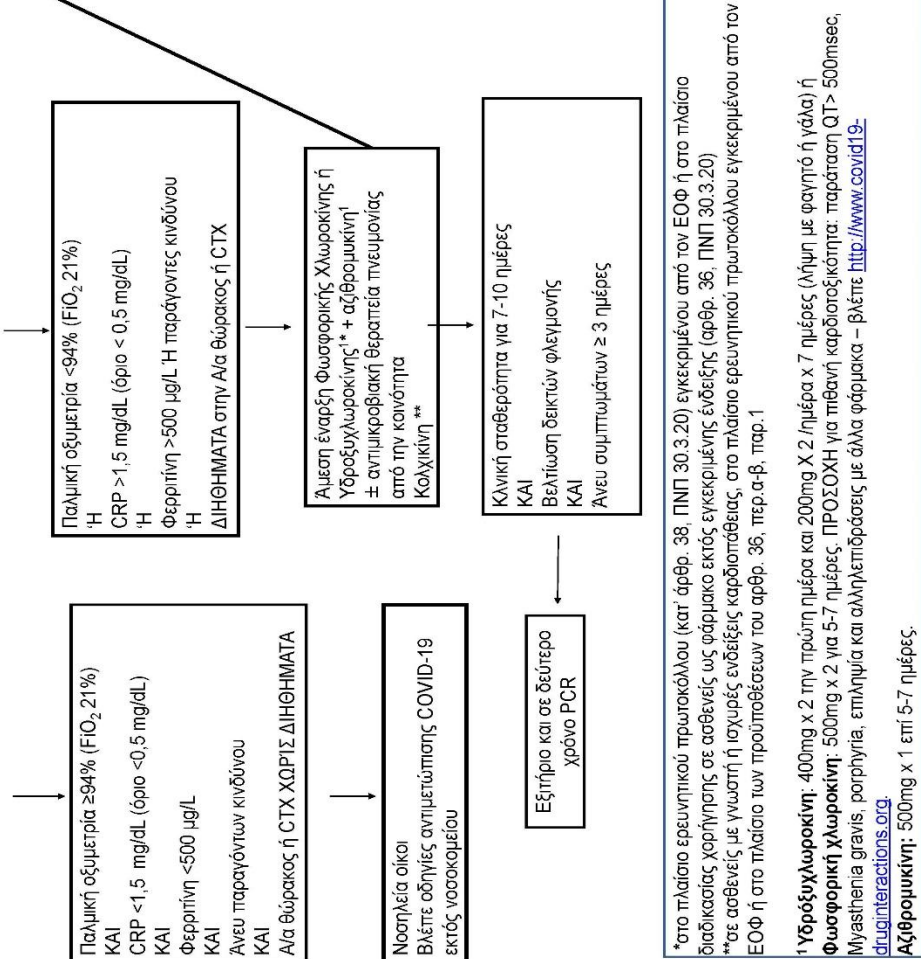 Παλμική οξυμετρία ≥94% (FiO2 21%)
ΚΑΙ
CRP <1,5 mg/dL (όριο <0,5 mg/dL)
ΚΑΙ
Φερριτίνη <500 μg/L
ΚΑΙ
Άνευ παραγόντων κινδύνου
ΚΑΙ
Α/α θώρακος ή CTX ΧΩΡΙΣ ΔΙΗΘΗΜΑΤΑ
Νοσηλεία οίκοι
Βλέπε οδηγίες αντιμετώπισης COVID-19
εκτός νοσοκομείου
Παλμική οξυμετρία <94% (FiO2 21%)
Ή
CRP >1,5 mg/dL (όριο < 0,5 mg/dL)
Ή
Φερριτίνη >500 μg/L Ή παράγοντες κινδύνου
Ή
ΔΙΗΘΗΜΑΤΑ στην Α/α θώρακος ή CTX
Άμεση έναρξη Φωσφορικής Χλωροκίνης ή
Υδροξυχλωροκίνης1* + αζιθρομυκίνη1
± αντιμικροβιακή θεραπεία πνευμονίας
από την κοινότητα
Κολχικίνη **
Κλινική σταθερότητα για 7-10 ημέρες
ΚΑΙ
Βελτίωση δεικτών φλεγμονής
ΚΑΙ
Άνευ συμπτωμάτων ≥ 3 ημέρες
Εξιτήριο και σε δεύτερο
χρόνο PCR
*στο πλαίσιο ερευνητικού πρωτοκόλλου (κατ' άρθρ. 38, ΠΝΠ 30.3.20) εγκεκριμένου από τον ΕΟΦ ή στο πλαίσιο
διαδικασίας χορήγησης σε ασθενείς ως φάρμακο εκτός εγκεκριμένης ένδειξης (αρθρ. 36, ΠΝΠ 30.3.20)
**σε ασθενείς με γνωστή ή ισχυρές ενδείξεις καρδιοπάθειας, στο πλαίσιο ερευνητικού πρωτοκόλλου εγκεκριμένου από τον
ΕΟΦ ή στο πλαίσιο των προϋποθέσεων του αρθρ. 36, περ.α-β, παρ.1
1 Υδρόξυχλωροκίνη: 400mg x 2 την πρώτη ημέρα και 200mg X 2 /ημέρα x 7 ημέρες (λήψη με φαγητό ή γάλα) ή
Φωσφορική χλωροκίνη: 500mg x 2 για 5-7 ημέρες. ΠΡΟΣΟΧΗ για πιθανή καρδιοτοξικότητα: παράταση QT> 500msec,
Myasthenia gravis, porphyria, επιληψία και αλληλεπιδράσεις με άλλα φάρμακα – βλέπε http://www.covid19-
druginteractions.org.
Αζιθρομυκίνη: 500mg x 1 επί 5-7 ημέρες.